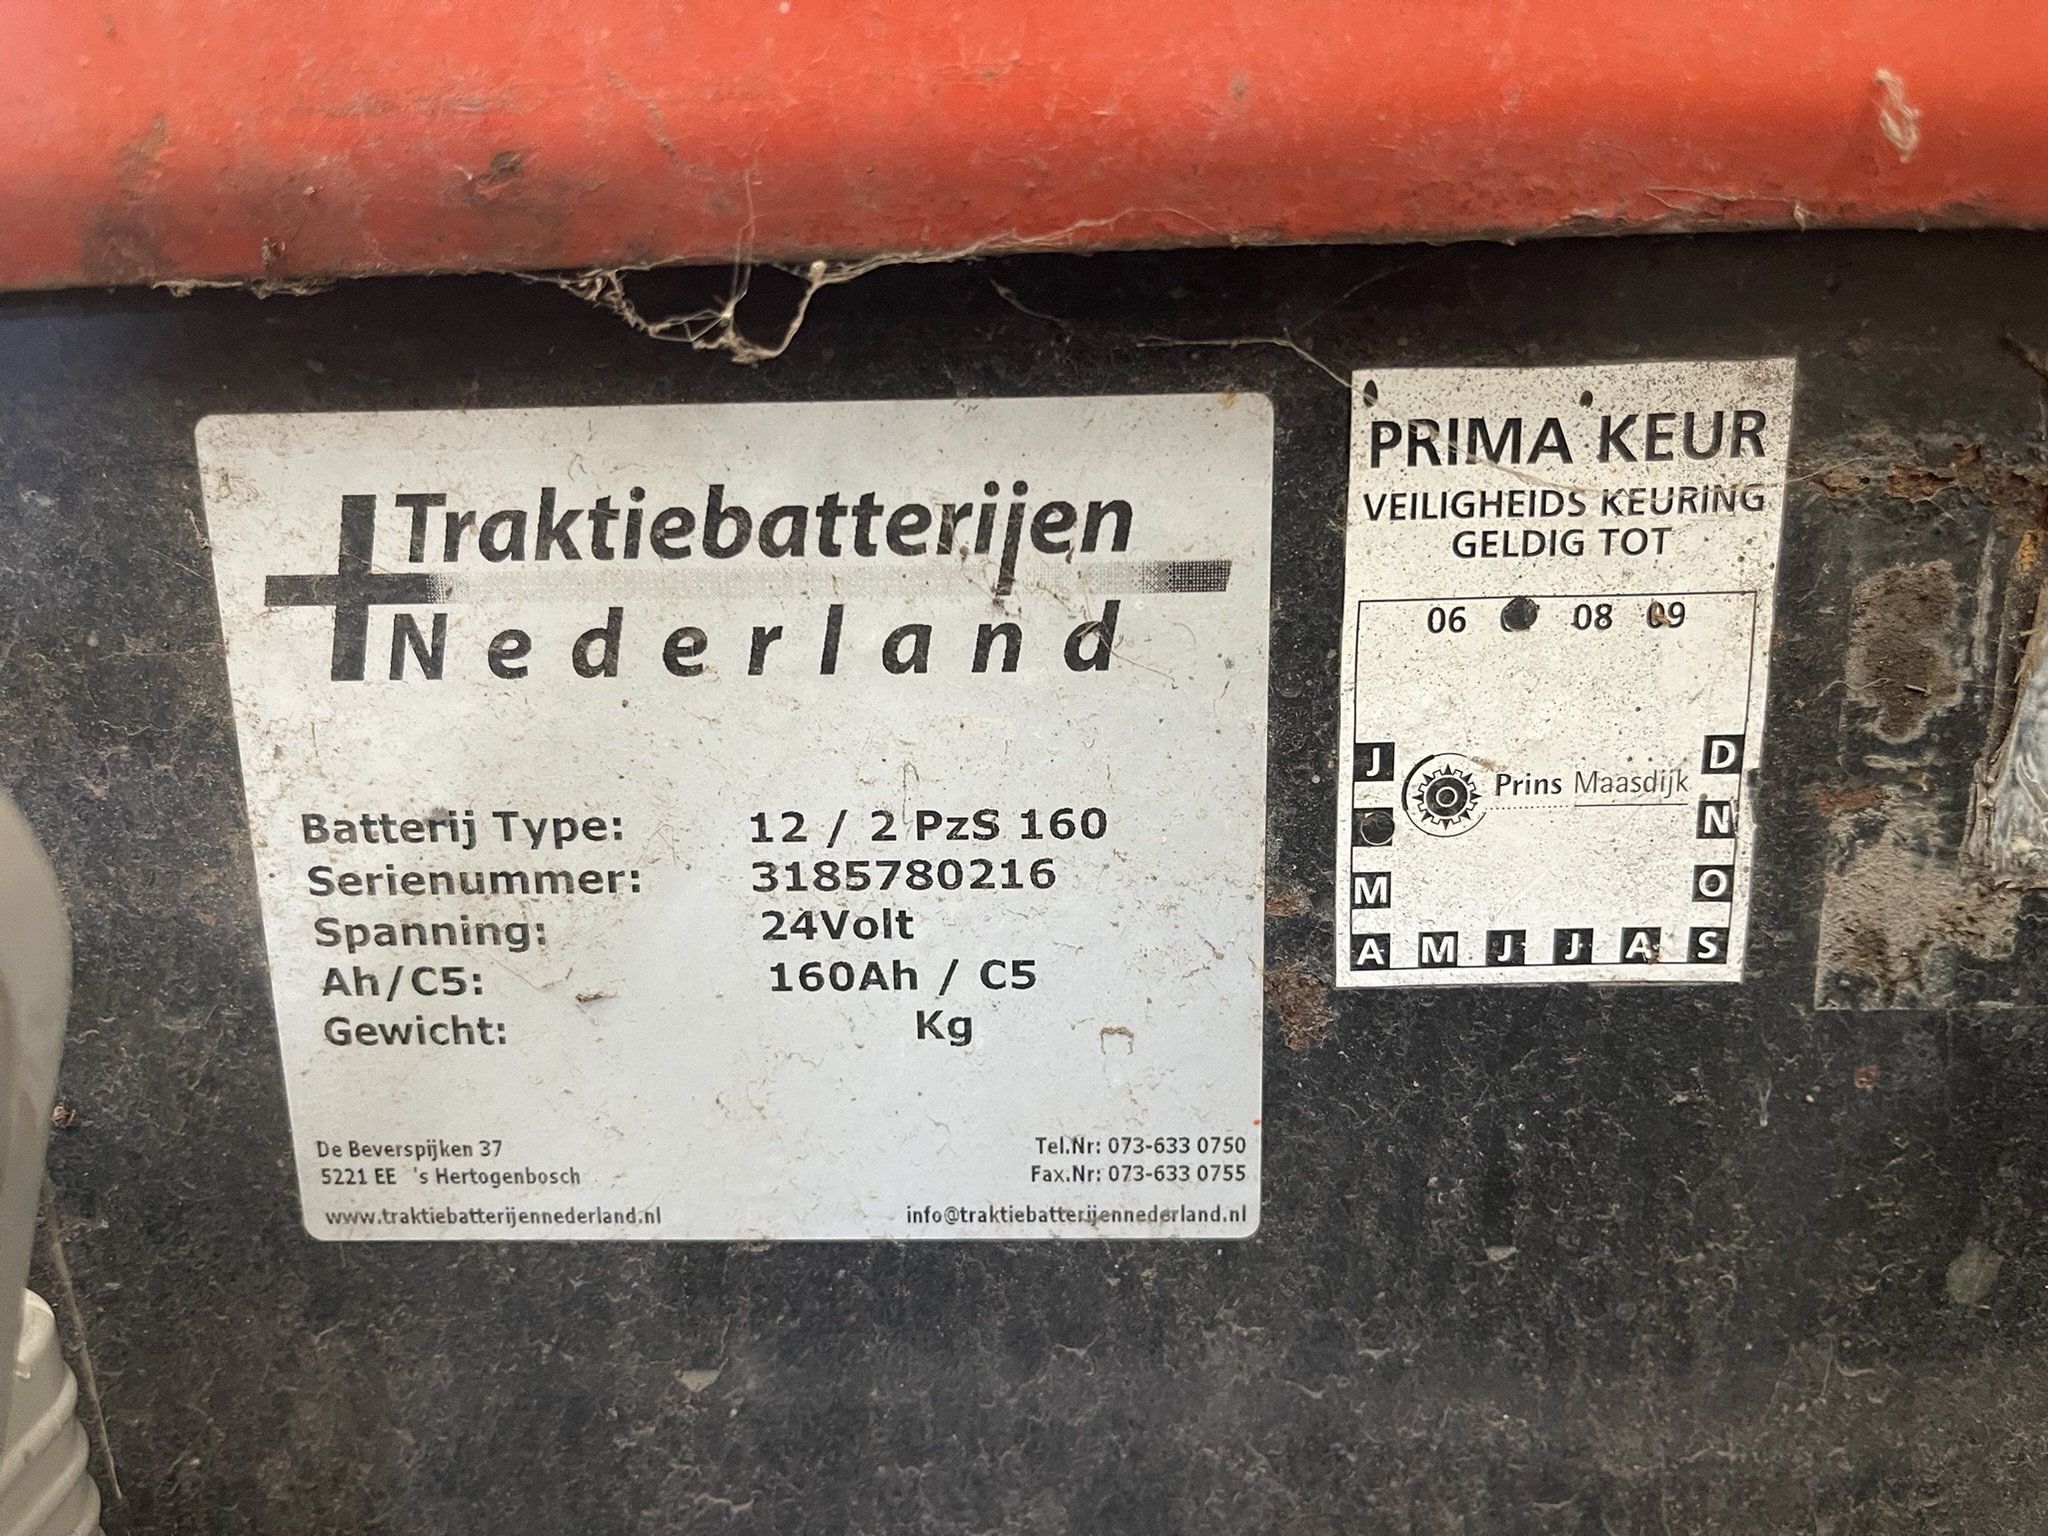 Traktiebatterijen
Nederland
Batterij Type: 12 / 2 PzS 160
Serienummer: 3185780216
Spanning: 24Volt
Ah/C5: 160Ah / C5
Gewicht: Kg
De Beverspijken 37
5221 EE 's Hertogenbosch
www.traktiebatterijennederland.nl
Tel.Nr: 073-633 0750
Fax.Nr: 073-633 0755
info@traktiebatterijennederland.nl
PRIMA KEUR
VEILIGHEIDS KEURING
GELDIG TOT
06 08 09
J
M
A M J J A S
O
N
D
Prins Maasdijk